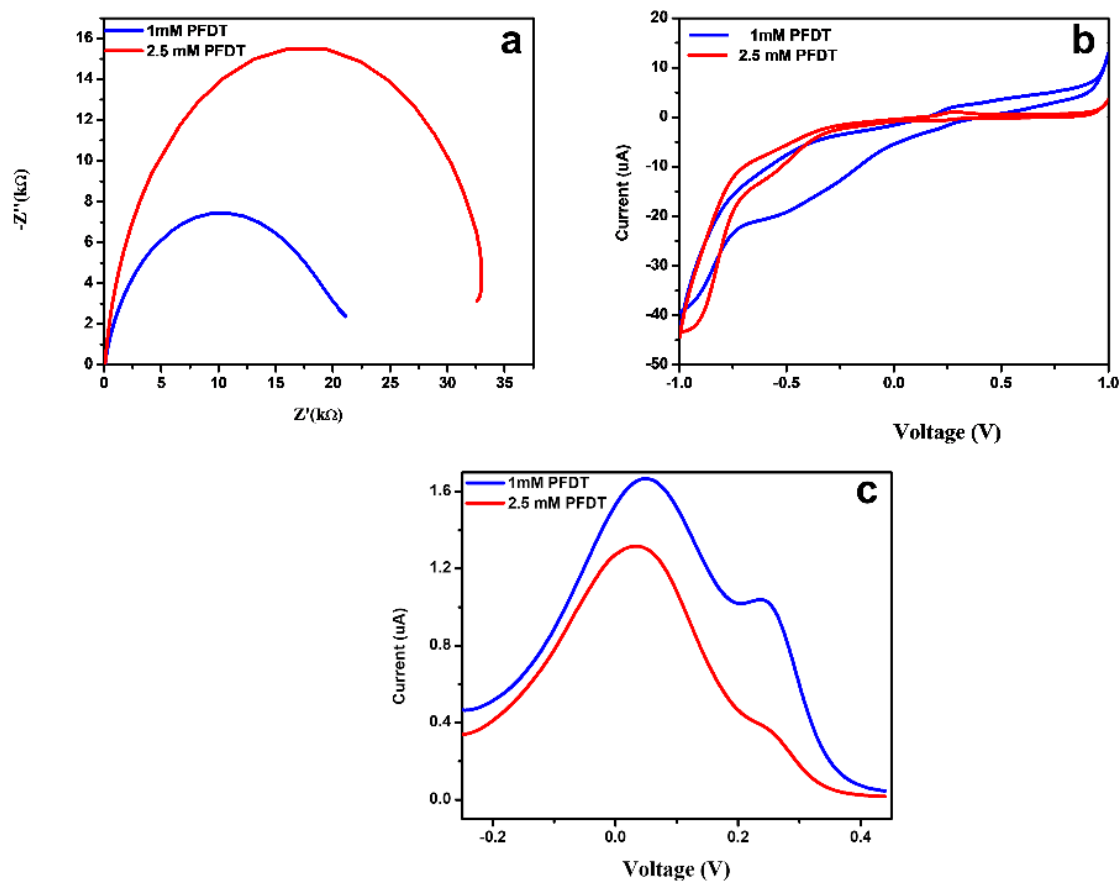 a
1mM PFDT
2.5 mM PFDT
-Z''(kΩ)
16
14
12
10
8
6
4
2
0
0 5 10 15 20 25 30 35
Z'(kΩ)
b
1mM PFDT
2.5 mM PFDT
Current (uA)
20
10
0
-10
-20
-30
-40
-50
-1.0 -0.5 0.0 0.5 1.0
Voltage (V)
c
1mM PFDT
2.5 mM PFDT
Current (uA)
1.6
1.2
0.8
0.4
0.0
-0.2 0.0 0.2 0.4
Voltage (V)